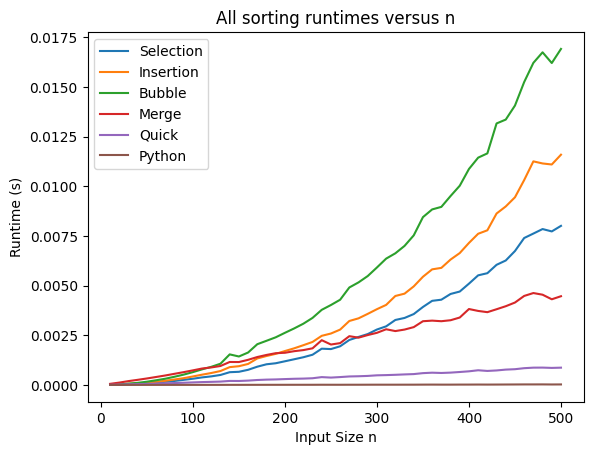 All sorting runtimes versus n
Selection
Insertion
Bubble
Merge
Quick
Python
Runtime (s)
0.0175
0.0150
0.0125
0.0100
0.0075
0.0050
0.0025
0.0000
0
100
200
300
400
500
Input Size n